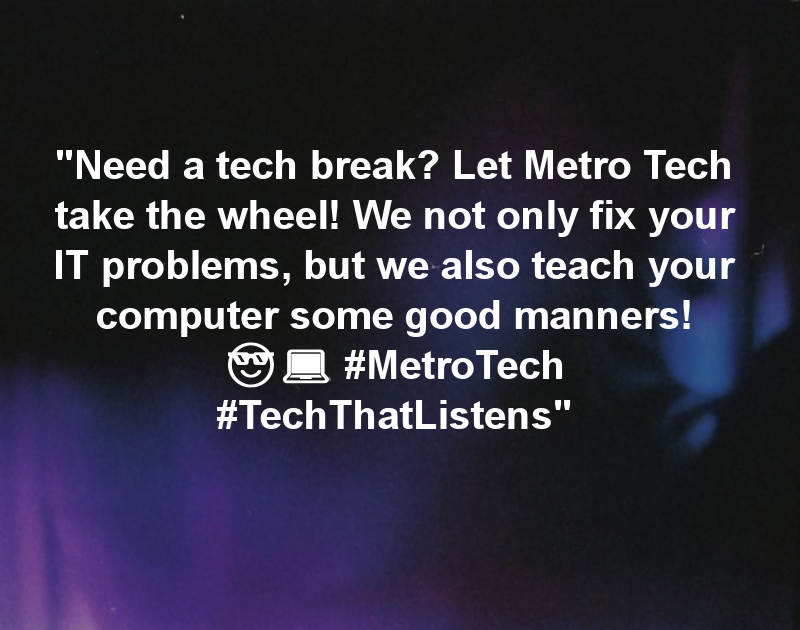 "Need a tech break? Let Metro Tech
take the wheel! We not only fix your
IT problems, but we also teach your
computer some good manners!
😎💻 #MetroTech
#TechThatListens"